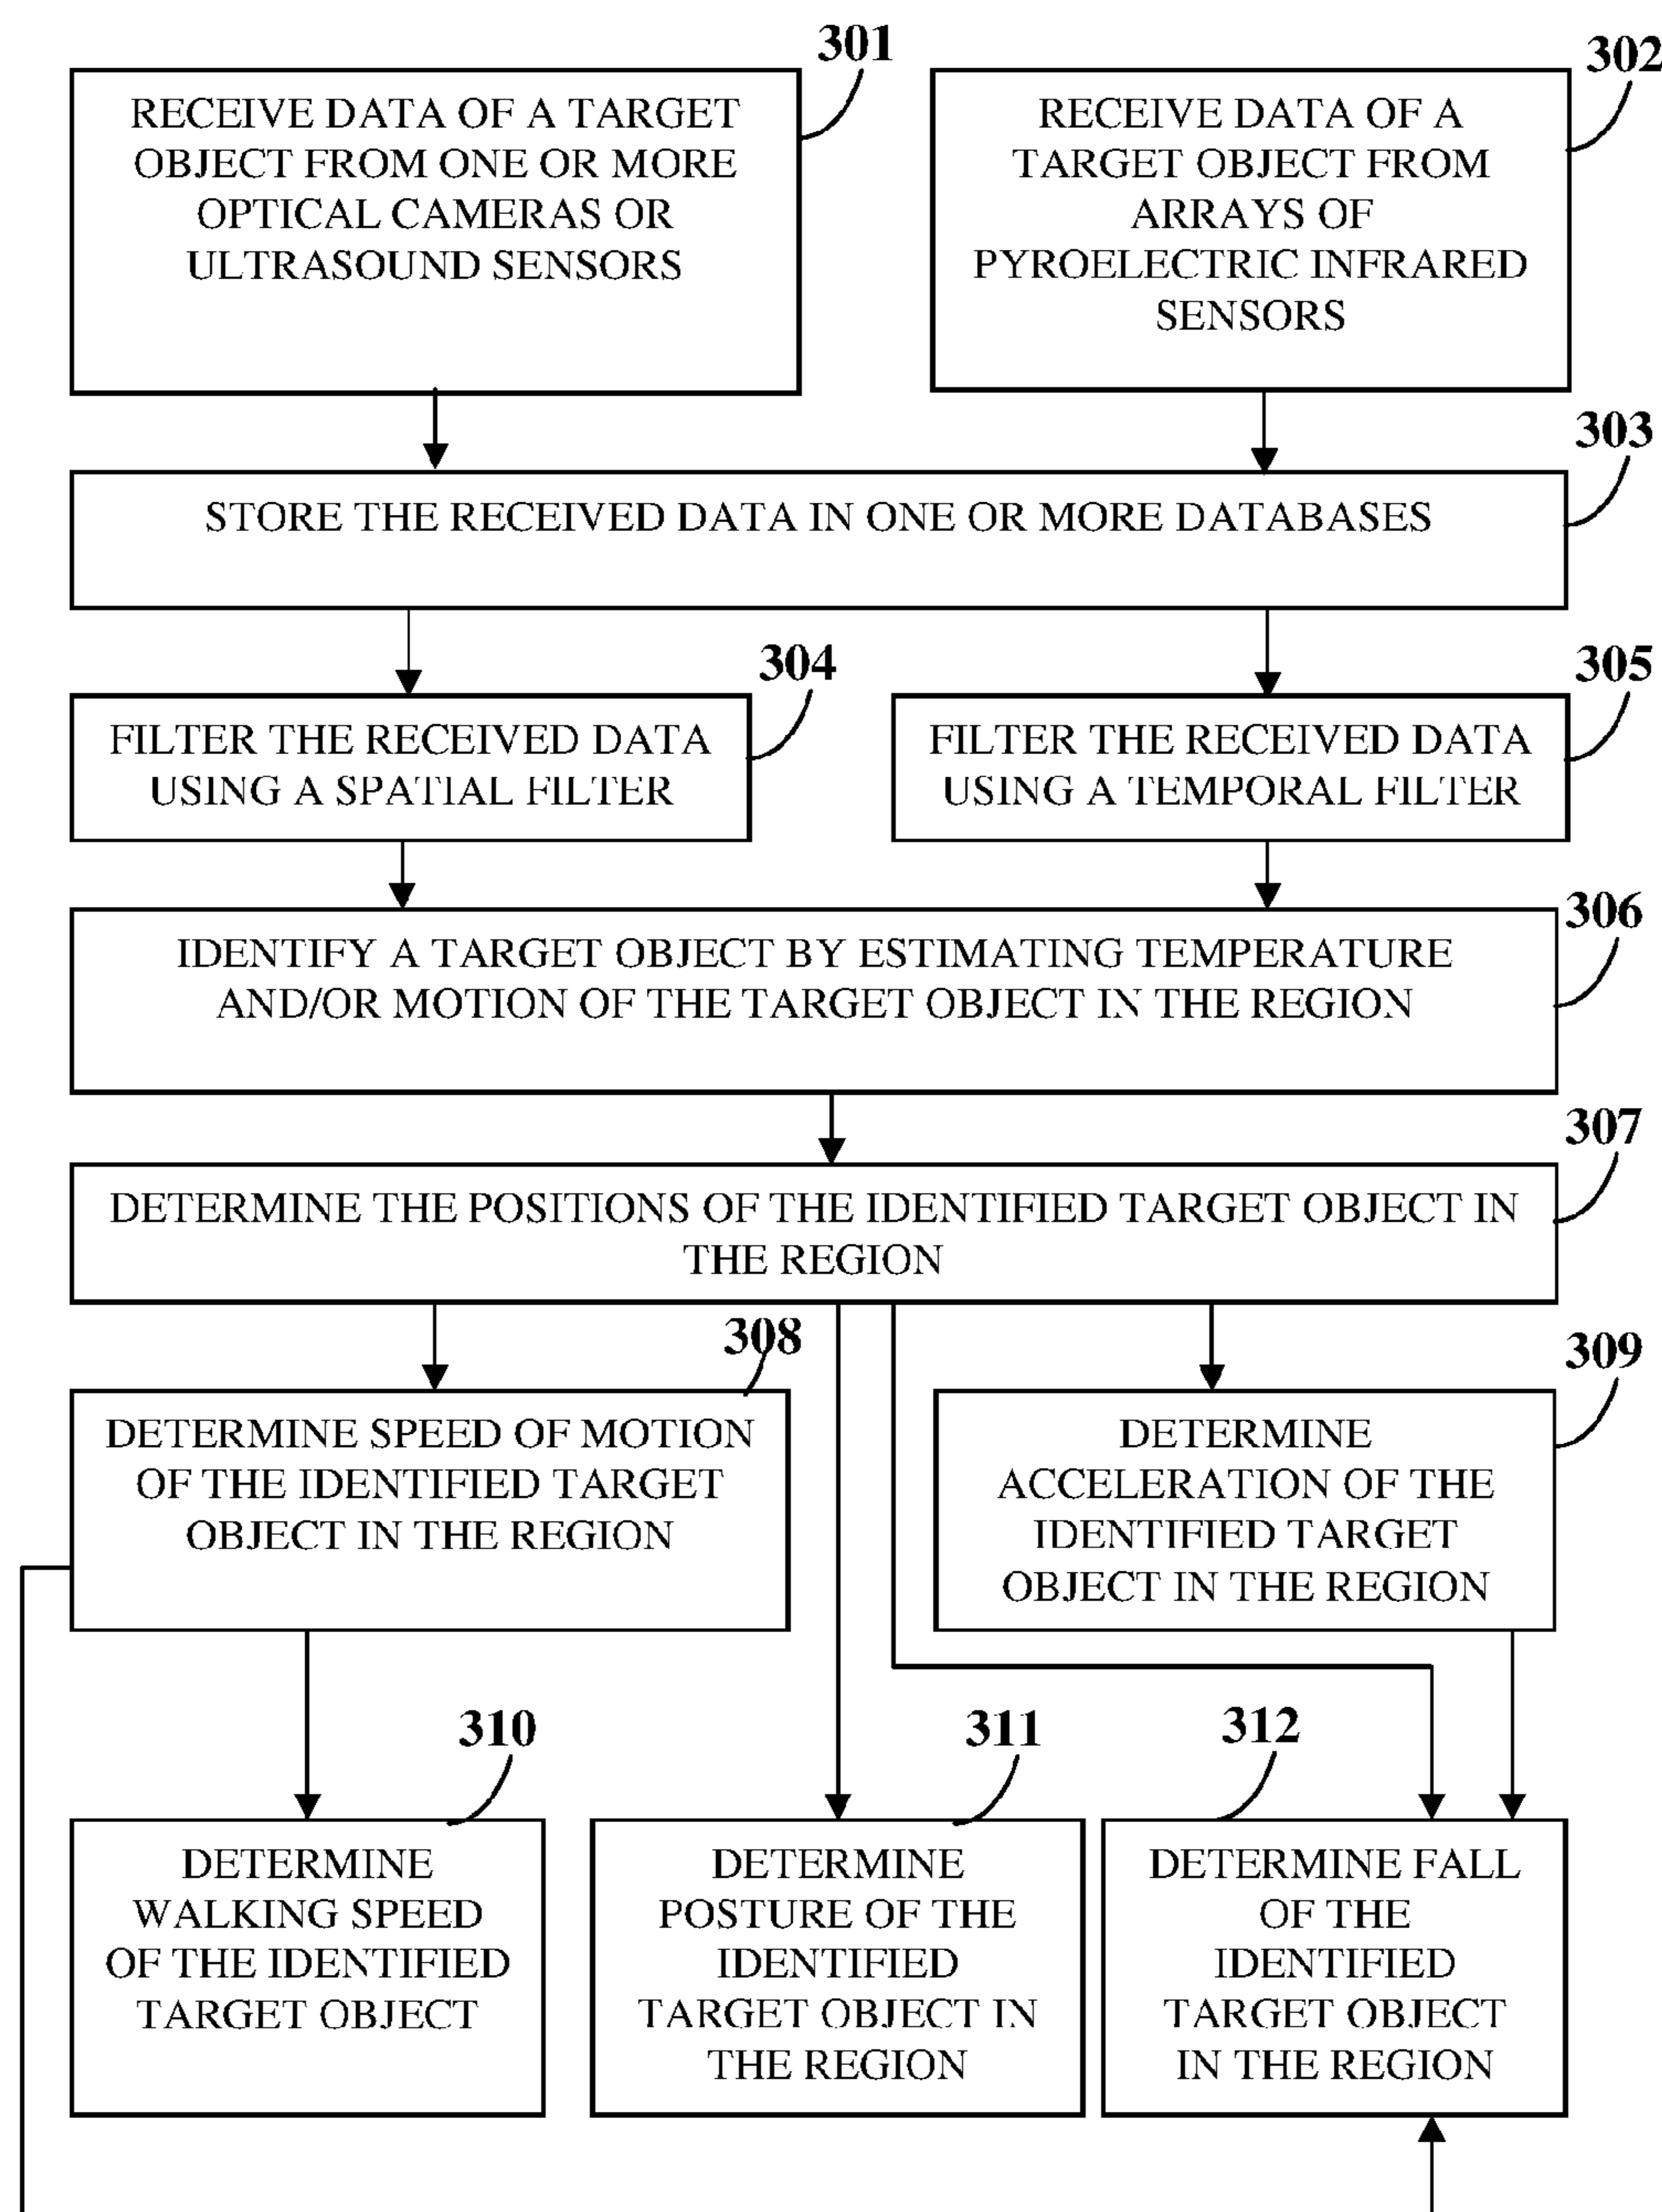 301
RECEIVE DATA OF A TARGET
OBJECT FROM ONE OR MORE
OPTICAL CAMERAS OR
ULTRASOUND SENSORS
302
RECEIVE DATA OF A
TARGET OBJECT FROM
ARRAYS OF
PYROELECTRIC INFRARED
SENSORS
303
STORE THE RECEIVED DATA IN ONE OR MORE DATABASES
304
FILTER THE RECEIVED DATA
USING A SPATIAL FILTER
305
FILTER THE RECEIVED DATA
USING A TEMPORAL FILTER
306
IDENTIFY A TARGET OBJECT BY ESTIMATING TEMPERATURE
AND/OR MOTION OF THE TARGET OBJECT IN THE REGION
307
DETERMINE THE POSITIONS OF THE IDENTIFIED TARGET OBJECT IN
THE REGION
308
DETERMINE SPEED OF MOTION
OF THE IDENTIFIED TARGET
OBJECT IN THE REGION
309
DETERMINE
ACCELERATION OF THE
IDENTIFIED TARGET
OBJECT IN THE REGION
310
DETERMINE
WALKING SPEED
OF THE IDENTIFIED
TARGET OBJECT
311
DETERMINE
POSTURE OF THE
IDENTIFIED
TARGET OBJECT IN
THE REGION
312
DETERMINE FALL
OF THE
IDENTIFIED
TARGET OBJECT
IN THE REGION